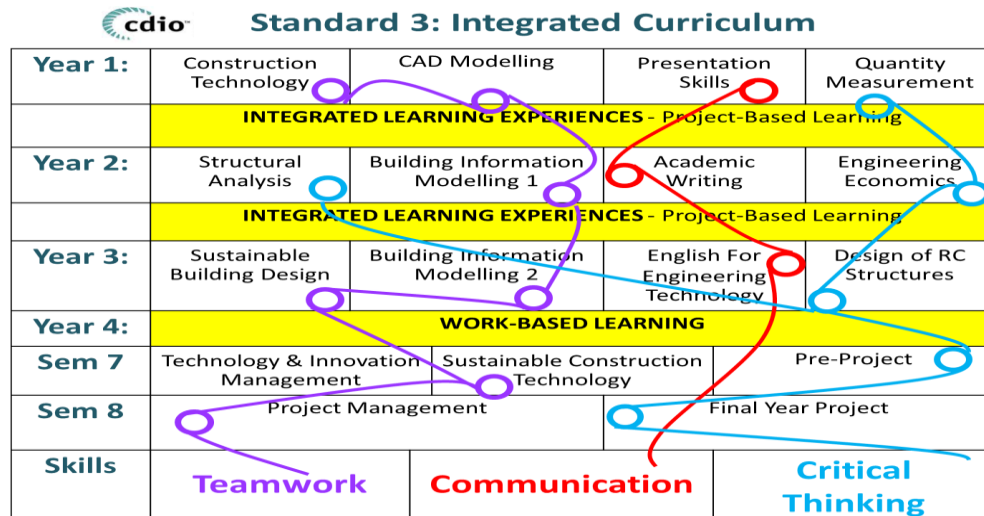 cdio™
Standard 3: Integrated Curriculum
Year 1:
Construction
Technology
CAD Modelling
Presentation
Skills
Quantity
Measurement
INTEGRATED LEARNING EXPERIENCES - Project-Based Learning
Year 2:
Structural
Analysis
Building Information
Modelling 1
Academic
Writing
Engineering
Economics
INTEGRATED LEARNING EXPERIENCES - Project-Based Learning
Year 3:
Sustainable
Building Design
Building Information
Modelling 2
English For
Engineering
Technology
Design of RC
Structures
Year 4:
WORK-BASED LEARNING
Sem 7
Technology & Innovation
Management
Sustainable Construction
Technology
Pre-Project
Sem 8
Project Management
Final Year Project
Skills
Teamwork
Communication
Critical
Thinking